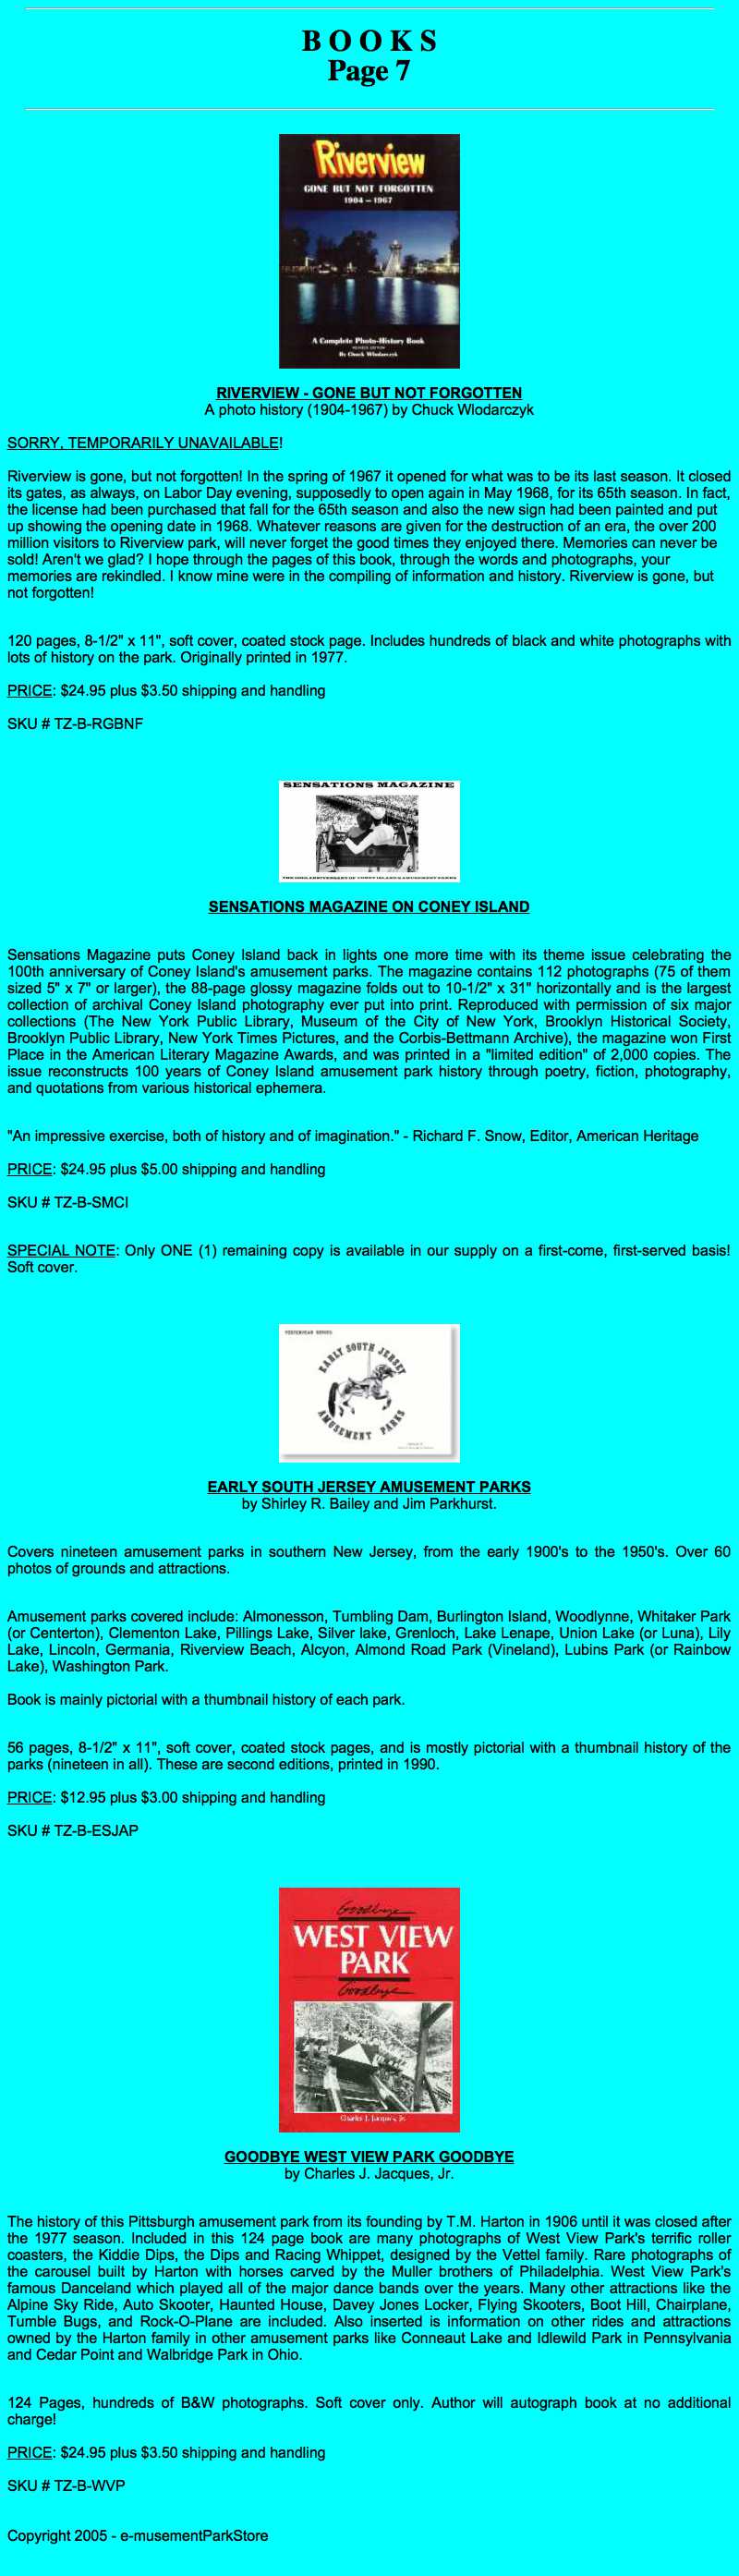 B O O K S
Page 7
Riverview
GONE BUT NOT FORGOTTEN
1904 - 1967
A Complete Photo-History Book
REVISED EDITION
By Chuck Wlodarczyk
RIVERVIEW - GONE BUT NOT FORGOTTEN
A photo history (1904-1967) by Chuck Wlodarczyk
SORRY, TEMPORARILY UNAVAILABLE!
Riverview is gone, but not forgotten! In the spring of 1967 it opened for what was to be its last season. It closed
its gates, as always, on Labor Day evening, supposedly to open again in May 1968, for its 65th season. In fact,
the license had been purchased that fall for the 65th season and also the new sign had been painted and put
up showing the opening date in 1968. Whatever reasons are given for the destruction of an era, the over 200
million visitors to Riverview park, will never forget the good times they enjoyed there. Memories can never be
sold! Aren't we glad? I hope through the pages of this book, through the words and photographs, your
memories are rekindled. I know mine were in the compiling of information and history. Riverview is gone, but
not forgotten!
120 pages, 8-1/2" x 11", soft cover, coated stock page. Includes hundreds of black and white photographs with
lots of history on the park. Originally printed in 1977.
PRICE: $24.95 plus $3.50 shipping and handling
SKU # TZ-B-RGBNF
SENSATIONS MAGAZINE
THE 100TH ANNIVERSARY OF CONEY ISLAND'S AMUSEMENT PARKS
SENSATIONS MAGAZINE ON CONEY ISLAND
Sensations Magazine puts Coney Island back in lights one more time with its theme issue celebrating the
100th anniversary of Coney Island's amusement parks. The magazine contains 112 photographs (75 of them
sized 5" x 7" or larger), the 88-page glossy magazine folds out to 10-1/2" x 31" horizontally and is the largest
collection of archival Coney Island photography ever put into print. Reproduced with permission of six major
collections (The New York Public Library, Museum of the City of New York, Brooklyn Historical Society,
Brooklyn Public Library, New York Times Pictures, and the Corbis-Bettmann Archive), the magazine won First
Place in the American Literary Magazine Awards, and was printed in a "limited edition" of 2,000 copies. The
issue reconstructs 100 years of Coney Island amusement park history through poetry, fiction, photography,
and quotations from various historical ephemera.
"An impressive exercise, both of history and of imagination." - Richard F. Snow, Editor, American Heritage
PRICE: $24.95 plus $5.00 shipping and handling
SKU # TZ-B-SMCI
SPECIAL NOTE: Only ONE (1) remaining copy is available in our supply on a first-come, first-served basis!
Soft cover.
YESTERYEAR SERIES
EARLY SOUTH JERSEY
AMUSEMENT PARKS
EARLY SOUTH JERSEY AMUSEMENT PARKS
by Shirley R. Bailey and Jim Parkhurst.
Covers nineteen amusement parks in southern New Jersey, from the early 1900's to the 1950's. Over 60
photos of grounds and attractions.
Amusement parks covered include: Almonesson, Tumbling Dam, Burlington Island, Woodlynne, Whitaker Park
(or Centerton), Clementon Lake, Pillings Lake, Silver lake, Grenloch, Lake Lenape, Union Lake (or Luna), Lily
Lake, Lincoln, Germania, Riverview Beach, Alcyon, Almond Road Park (Vineland), Lubins Park (or Rainbow
Lake), Washington Park.
Book is mainly pictorial with a thumbnail history of each park.
56 pages, 8-1/2" x 11", soft cover, coated stock pages, and is mostly pictorial with a thumbnail history of the
parks (nineteen in all). These are second editions, printed in 1990.
PRICE: $12.95 plus $3.00 shipping and handling
SKU # TZ-B-ESJAP
Goodbye
WEST VIEW
PARK
Goodbye
Charles J. Jacques, Jr.
GOODBYE WEST VIEW PARK GOODBYE
by Charles J. Jacques, Jr.
The history of this Pittsburgh amusement park from its founding by T.M. Harton in 1906 until it was closed after
the 1977 season. Included in this 124 page book are many photographs of West View Park's terrific roller
coasters, the Kiddie Dips, the Dips and Racing Whippet, designed by the Vettel family. Rare photographs of
the carousel built by Harton with horses carved by the Muller brothers of Philadelphia. West View Park's
famous Danceland which played all of the major dance bands over the years. Many other attractions like the
Alpine Sky Ride, Auto Skooter, Haunted House, Davey Jones Locker, Flying Skooters, Boot Hill, Chairplane,
Tumble Bugs, and Rock-O-Plane are included. Also inserted is information on other rides and attractions
owned by the Harton family in other amusement parks like Conneaut Lake and Idlewild Park in Pennsylvania
and Cedar Point and Walbridge Park in Ohio.
124 Pages, hundreds of B&W photographs. Soft cover only. Author will autograph book at no additional
charge!
PRICE: $24.95 plus $3.50 shipping and handling
SKU # TZ-B-WVP
Copyright 2005 - e-musementParkStore